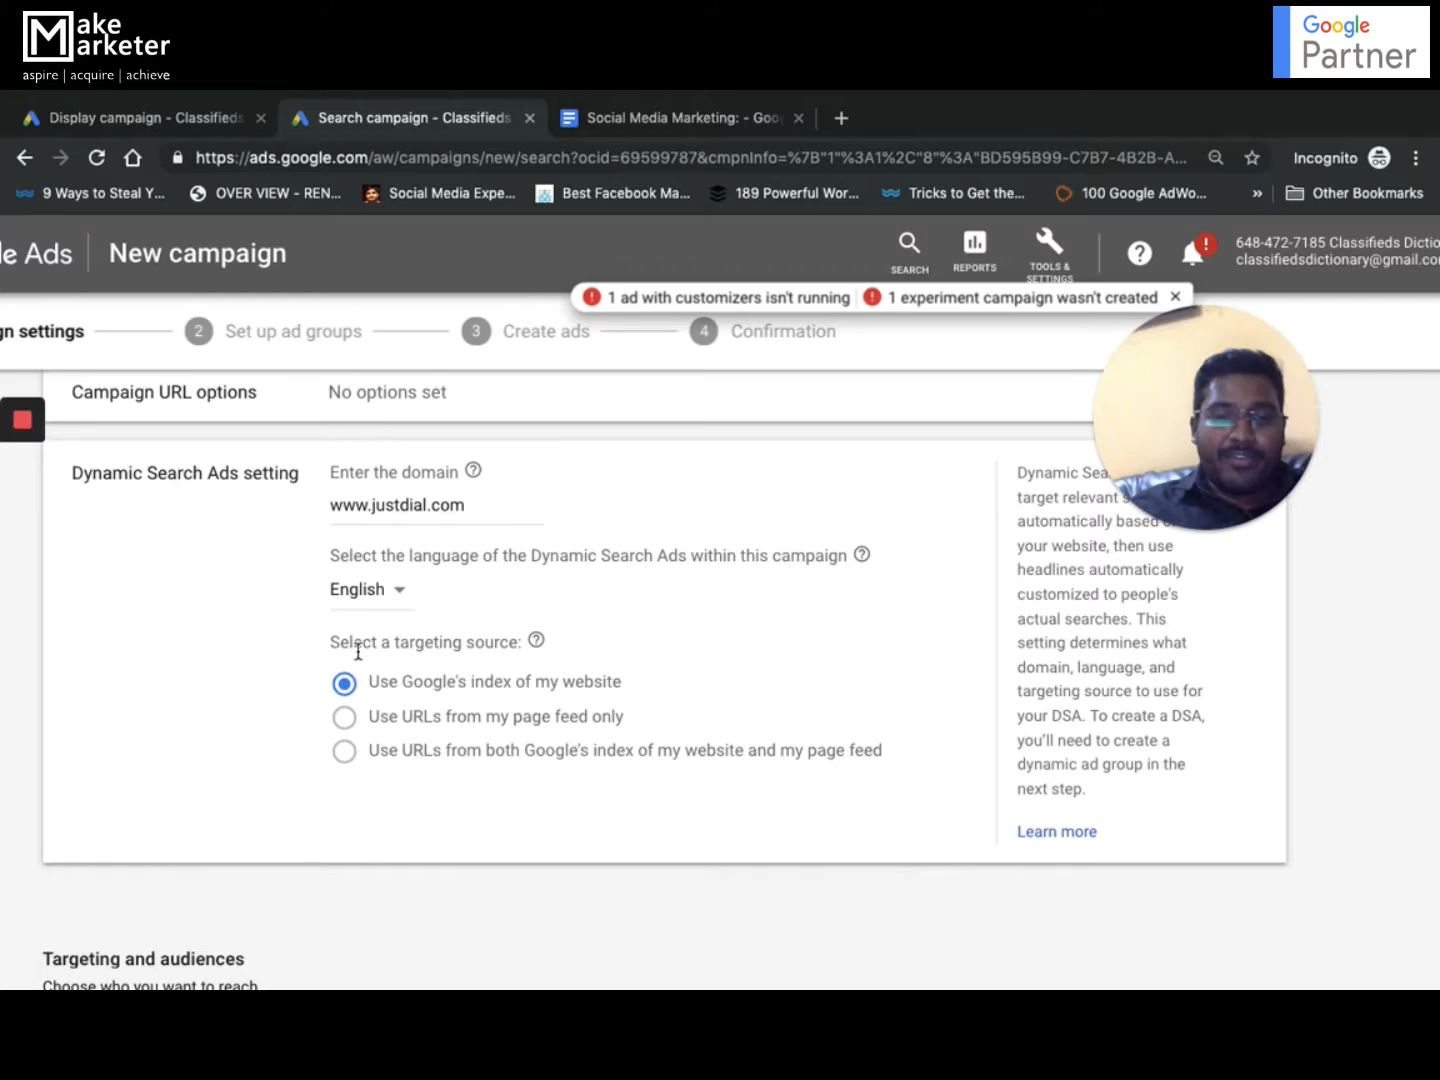 Make
Marketer
aspire | acquire | achieve
Google
Partner
Display campaign - Classifieds
Search campaign - Classifieds
Social Media Marketing: - Goo
https://ads.google.com/aw/campaigns/new/search?ocid=69599787&cmpnInfo=%7B"1"%3A1%2C"8"%3A"BD595B99-C7B7-4B2B-A...
Incognito
9 Ways to Steal Y...
OVER VIEW - REN...
Social Media Expe...
Best Facebook Ma...
189 Powerful Wor...
Tricks to Get the...
100 Google AdWo...
»
Other Bookmarks
le Ads
New campaign
SEARCH
REPORTS
TOOLS &
SETTINGS
648-472-7185 Classifieds Dictio
classifiedsdictionary@gmail.co
1 ad with customizers isn't running
1 experiment campaign wasn't created
gn settings
2 Set up ad groups
3 Create ads
4 Confirmation
Campaign URL options
No options set
Dynamic Search Ads setting
Enter the domain
www.justdial.com
Select the language of the Dynamic Search Ads within this campaign
English
Select a targeting source:
Use Google's index of my website
Use URLs from my page feed only
Use URLs from both Google's index of my website and my page feed
Dynamic Sea
target relevant s
automatically based o
your website, then use
headlines automatically
customized to people's
actual searches. This
setting determines what
domain, language, and
targeting source to use for
your DSA. To create a DSA,
you'll need to create a
dynamic ad group in the
next step.
Learn more
Targeting and audiences
Choose who you want to reach